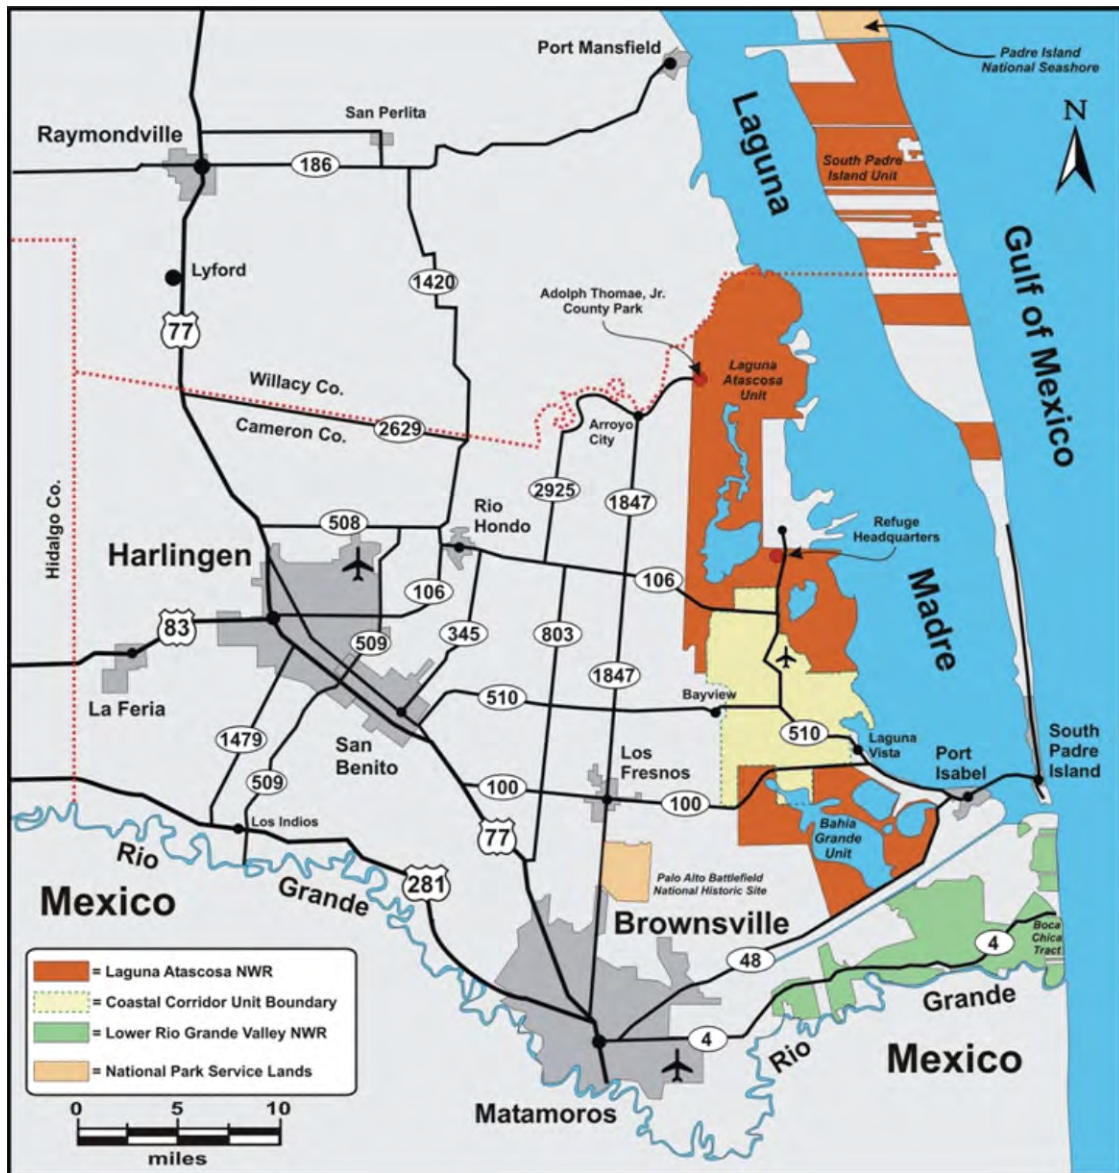 Port Mansfield
Padre Island
National Seashore
San Perlita
Raymondville
186
Laguna
N
South Padre
Island Unit
Lyford
1420
Gulf of Mexico
Adolph Thomae, Jr.
County Park
77
Laguna
Atascosa
Unit
Willacy Co.
Cameron Co.
2629
Arroyo
City
Hidalgo Co.
2925
1847
508
Rio
Hondo
Refuge
Headquarters
Harlingen
106
106
Madre
83
509
345
803
1847
La Feria
510
Bayview
510
Laguna
Vista
1479
San
Benito
Los
Fresnos
Port
Isabel
South
Padre
Island
509
100
100
Los Indios
77
Bahia
Grande
Unit
Rio
Grande
281
Palo Alto Battlefield
National Historic Site
Mexico
Brownsville
Boca
Chica
Tract
4
48
= Laguna Atascosa NWR
= Coastal Corridor Unit Boundary
= Lower Rio Grande Valley NWR
= National Park Service Lands
Grande
Rio
Mexico
4
Matamoros
0 5 10
miles